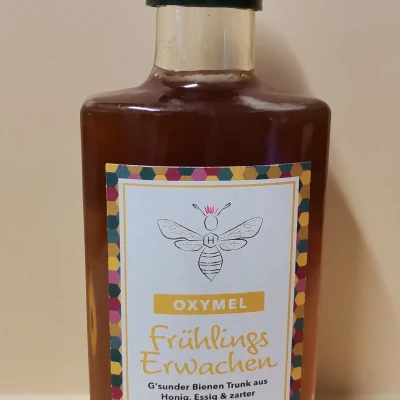 H
OXYMEL
Frühlings
Erwachen
G'sunder Bienen Trunk aus
Honig, Essig & zarter